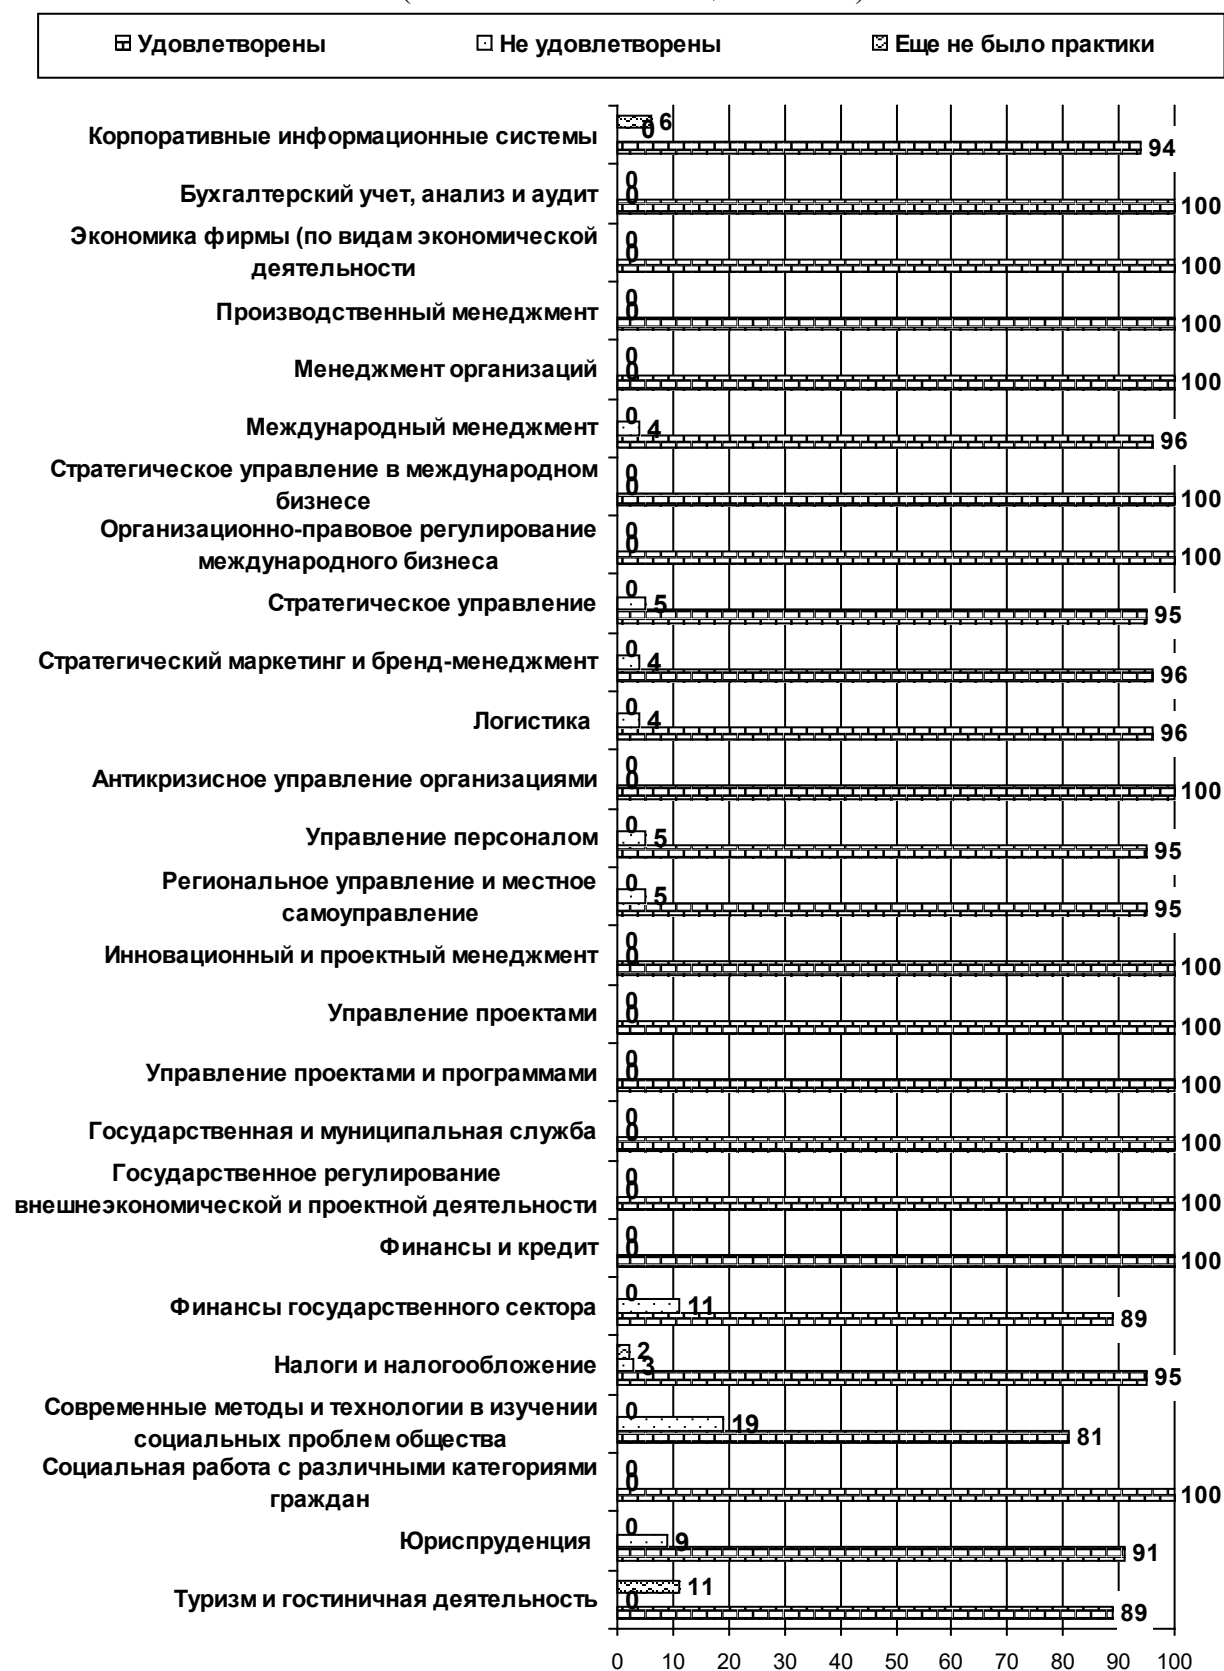 Удовлетворены Не удовлетворены Еще не было практики
Корпоративные информационные системы
6
0
94
Бухгалтерский учет, анализ и аудит
0
0
100
Экономика фирмы (по видам экономической
деятельности
0
0
100
Производственный менеджмент
0
0
100
Менеджмент организаций
0
0
100
Международный менеджмент
0
4
96
Стратегическое управление в международном
бизнесе
0
0
100
Организационно-правовое регулирование
международного бизнеса
0
0
100
Стратегическое управление
0
5
95
Стратегический маркетинг и бренд-менеджмент
0
4
96
Логистика
0
4
96
Антикризисное управление организациями
0
0
100
Управление персоналом
0
5
95
Региональное управление и местное
самоуправление
0
5
95
Инновационный и проектный менеджмент
0
0
100
Управление проектами
0
0
100
Управление проектами и программами
0
0
100
Государственная и муниципальная служба
0
0
100
Государственное регулирование
внешнеэкономической и проектной деятельности
0
0
100
Финансы и кредит
0
0
100
Финансы государственного сектора
0
11
89
Налоги и налогообложение
2
3
95
Современные методы и технологии в изучении
социальных проблем общества
0
19
81
Социальная работа с различными категориями
граждан
0
0
100
Юриспруденция
0
9
91
Туризм и гостиничная деятельность
11
0
89
0 10 20 30 40 50 60 70 80 90 100